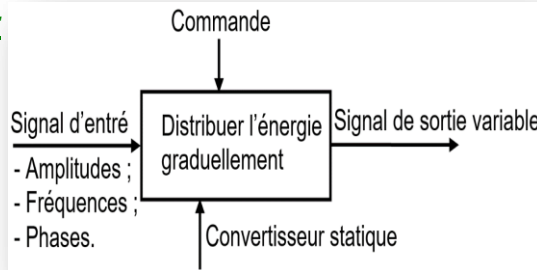 Commande
Signal d'entré
- Amplitudes ;
- Fréquences ;
- Phases.
Distribuer l'énergie
graduellement
Signal de sortie variable
Convertisseur statique